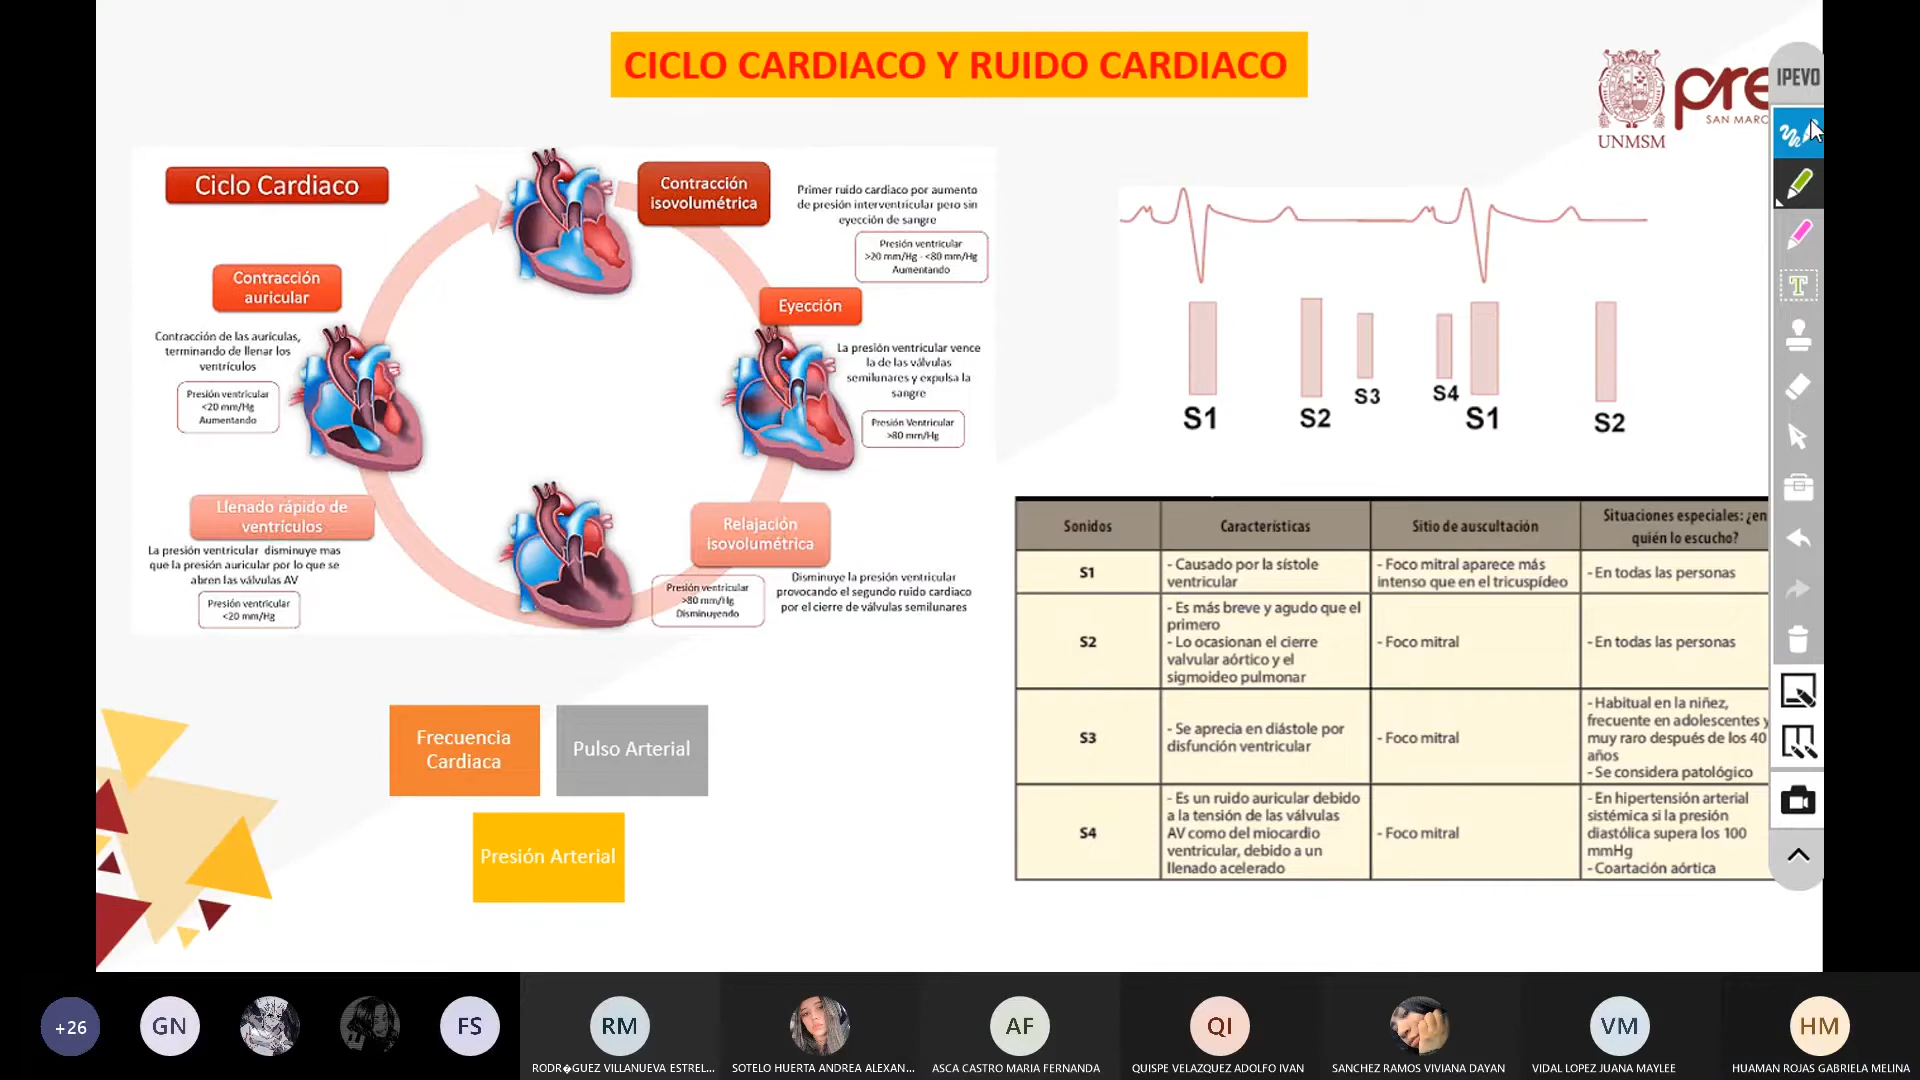 CICLO CARDIACO Y RUIDO CARDIACO
UNMSM
pre
SAN MARC
IPEVO
Ciclo Cardiaco
Contracción
isovolumétrica
Primer ruido cardiaco por aumento
de presión interventricular pero sin
eyección de sangre
Presión ventricular
>20 mm/Hg - <80 mm/Hg
Aumentando
Eyección
La presión ventricular vence
la de las válvulas
semilunares y expulsa la
sangre
Presión Ventricular
>80 mm/Hg
Relajación
isovolumétrica
Disminuye la presión ventricular
provocando el segundo ruido cardiaco
por el cierre de válvulas semilunares
Presión ventricular
>80 mm/Hg
Disminuyendo
Llenado rápido de
ventrículos
La presión ventricular disminuye mas
que la presión auricular por lo que se
abren las válvulas AV
Presión ventricular
<20 mm/Hg
Contracción
auricular
Contracción de las aurículas,
terminando de llenar los
ventrículos
Presión ventricular
<20 mm/Hg
Aumentando
S1
S2
S3
S4
S1
S2
Sonidos
Características
Sitio de auscultación
Situaciones especiales: ¿en
quién lo escucho?
S1
- Causado por la sístole
ventricular
- Foco mitral aparece más
intenso que en el tricuspídeo
- En todas las personas
S2
- Es más breve y agudo que el
primero
- Lo ocasionan el cierre
valvular aórtico y el
sigmoideo pulmonar
- Foco mitral
- En todas las personas
S3
- Se aprecia en diástole por
disfunción ventricular
- Foco mitral
- Habitual en la niñez,
frecuente en adolescentes y
muy raro después de los 40
años
- Se considera patológico
S4
- Es un ruido auricular debido
a la tensión de las válvulas
AV como del miocardio
ventricular, debido a un
llenado acelerado
- Foco mitral
- En hipertensión arterial
sistémica si la presión
diastólica supera los 100
mmHg
- Coartación aórtica
Frecuencia
Cardiaca
Pulso Arterial
Presión Arterial
T
+26
GN
FS
RM
AF
QI
VM
HM
RODR�GUEZ VILLANUEVA ESTREL...
SOTELO HUERTA ANDREA ALEXAN...
ASCA CASTRO MARIA FERNANDA
QUISPE VELAZQUEZ ADOLFO IVAN
SANCHEZ RAMOS VIVIANA DAYAN
VIDAL LOPEZ JUANA MAYLEE
HUAMAN ROJAS GABRIELA MELINA